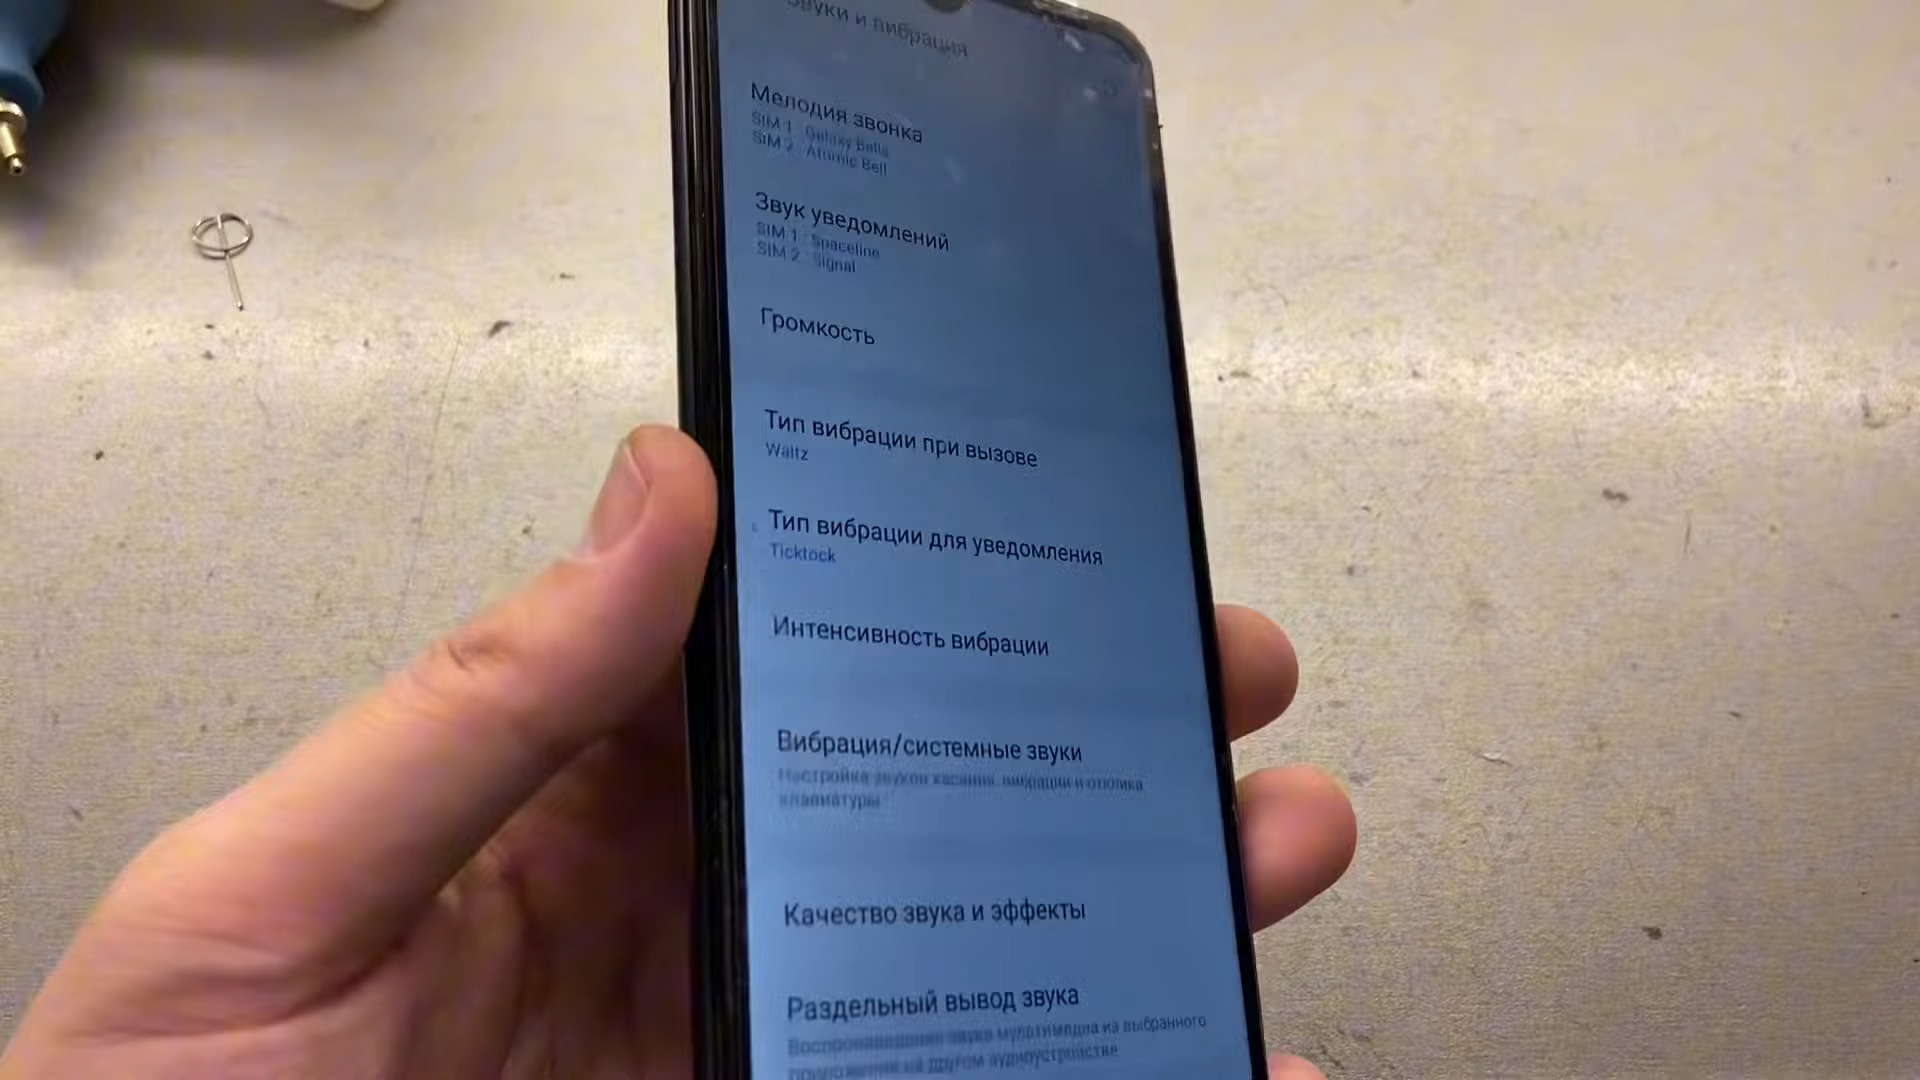 Звуки и вибрация
Мелодия звонка
SIM 1 : Galaxy Bells
SIM 2 : Atomic Bell
Звук уведомлений
SIM 1 : Spaceline
SIM 2 : Signal
Громкость
Тип вибрации при вызове
Waltz
Тип вибрации для уведомления
Ticktock
Интенсивность вибрации
Вибрация/системные звуки
Настройка звуков касания, вибрации и отклика
клавиатуры
Качество звука и эффекты
Раздельный вывод звука
Воспроизведение звука мультимедиа из выбранного
приложения на другом аудиоустройстве.